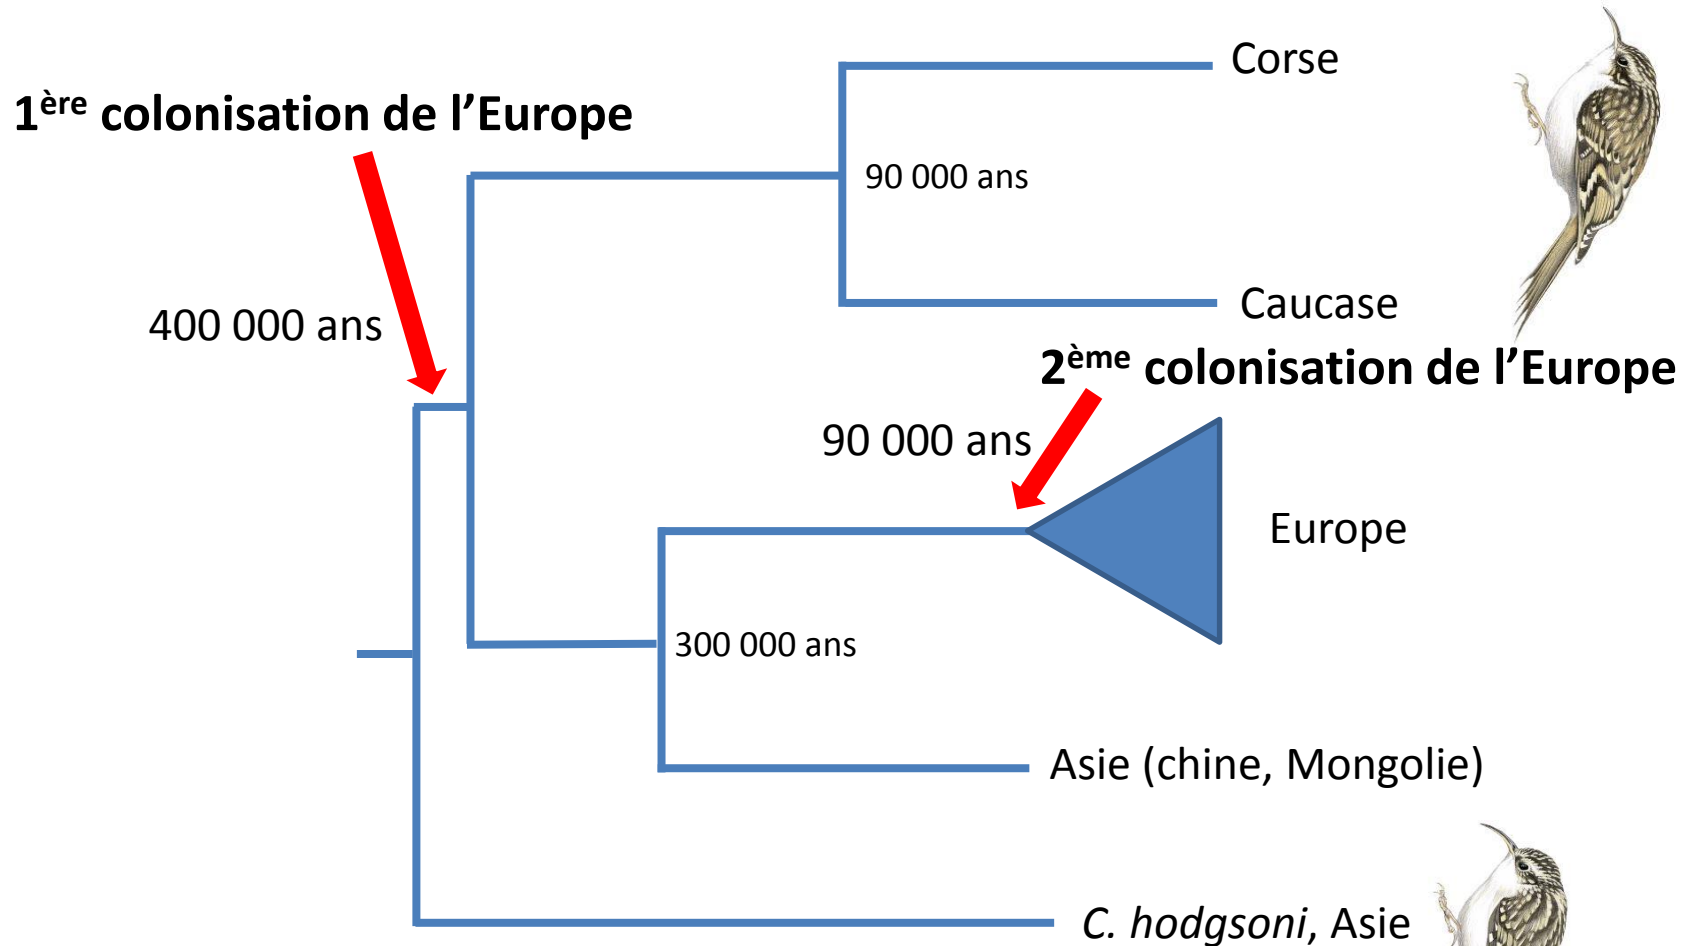 Corse
1ère colonisation de l’Europe
90 000 ans
Caucase
400 000 ans
2ème colonisation de l’Europe
90 000 ans
Europe
300 000 ans
Asie (chine, Mongolie)
C. hodgsoni, Asie